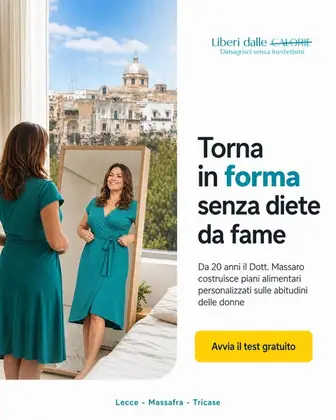 Liberi dalle CALORIE
Dimagrisci senza inestetismi
Torna
in forma
senza diete
da fame
Da 20 anni il Dott. Massaro
costruisce piani alimentari
personalizzati sulle abitudini
delle donne
Avvia il test gratuito
Lecce - Massafra - Tricase